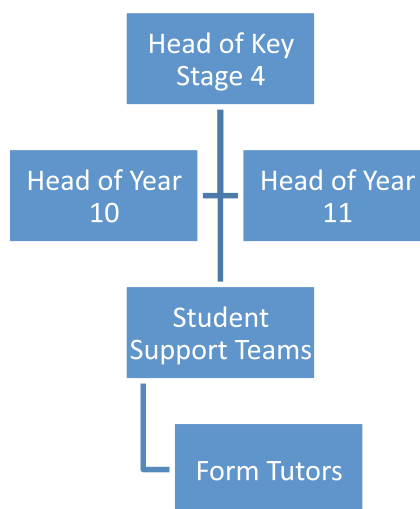 Head of Key
Stage 4
Head of Year
10
Head of Year
11
Student
Support Teams
Form Tutors